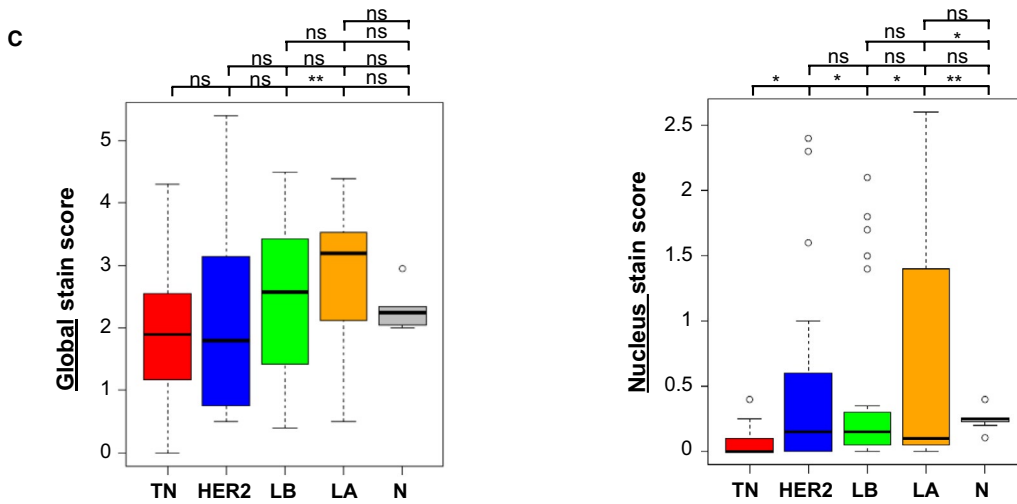 C
ns
ns ns
ns ns ns
ns ns ** ns
Global stain score
5
4
3
2
1
0
TN HER2 LB LA N
ns
ns *
ns ns ns
* * * **
Nucleus stain score
2.5
2
1.5
1
0.5
0
TN HER2 LB LA N